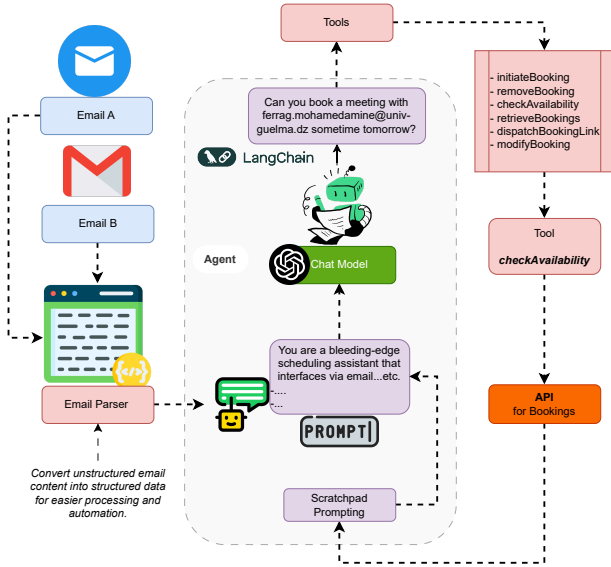 Tools
Email A
Email B
Email Parser
Convert unstructured email
content into structured data
for easier processing and
automation.
Can you book a meeting with
ferrag.mohamedamine@univ-
guelma.dz sometime tomorrow?
LangChain
Agent
Chat Model
You are a bleeding-edge
scheduling assistant that
interfaces via email...etc.
-....
-...
PROMPT
Scratchpad
Prompting
- initiateBooking
- removeBooking
- checkAvailability
- retrieveBookings
- dispatchBookingLink
- modifyBooking
Tool
checkAvailability
API
for Bookings